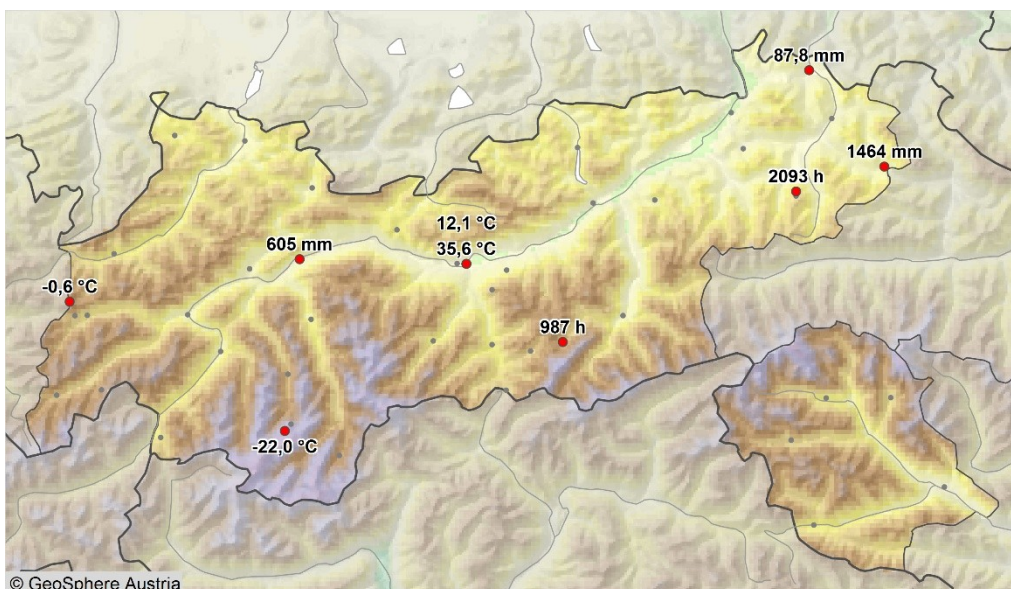 87,8 mm
1464 mm
2093 h
12,1 °C
35,6 °C
605 mm
-0,6 °C
987 h
-22,0 °C
© GeoSphere Austria